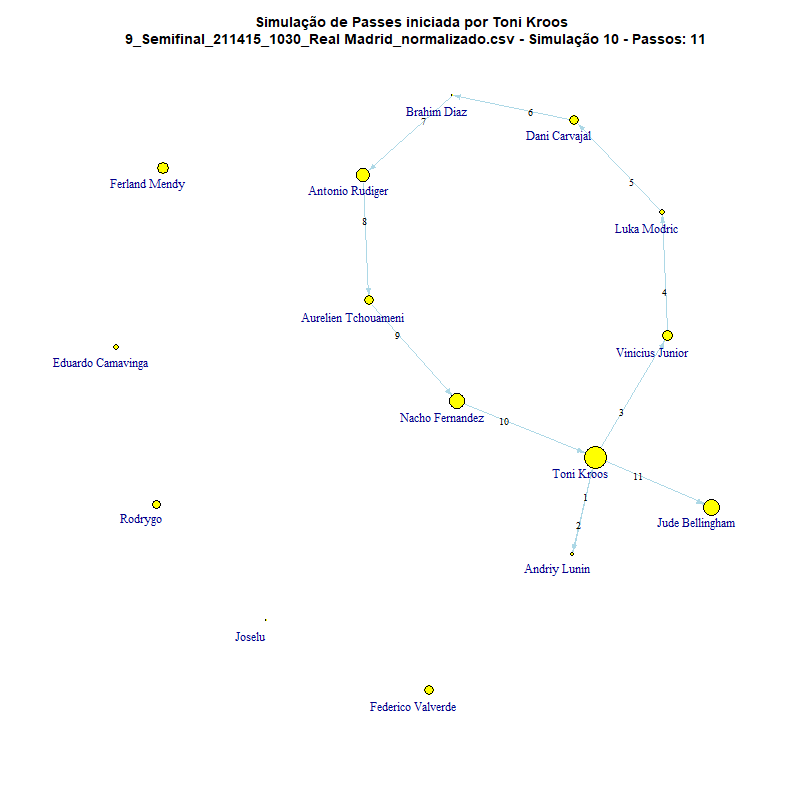 Simulação de Passes iniciada por Toni Kroos
9_Semifinal_211415_1030_Real Madrid_normalizado.csv - Simulação 10 - Passos: 11
Brahim Diaz
6
7
Dani Carvajal
Ferland Mendy
Antonio Rudiger
5
8
Luka Modric
4
Aurelien Tchouameni
9
Eduardo Camavinga
Vinicius Junior
Nacho Fernandez
3
10
Toni Kroos
11
1
Rodrygo
Jude Bellingham
2
Andriy Lunin
Joselu
Federico Valverde